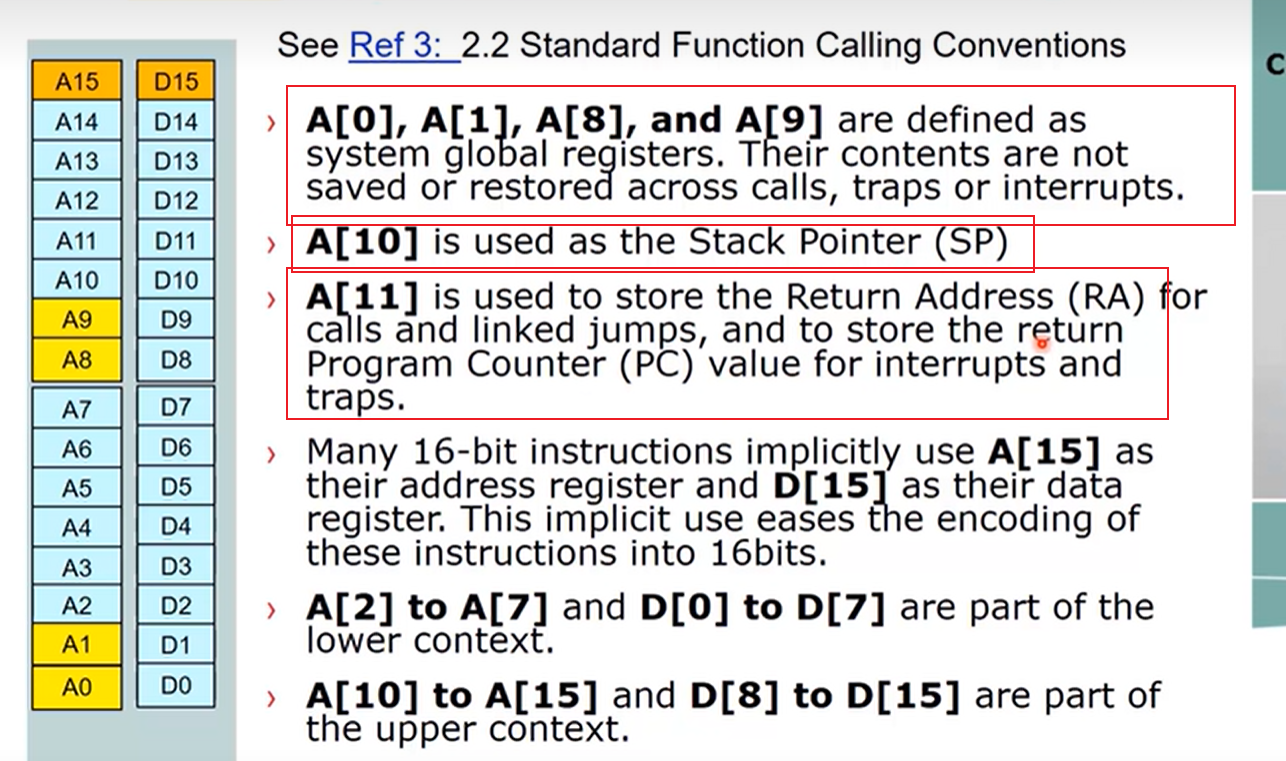 See Ref 3: 2.2 Standard Function Calling Conventions
A15 D15
A14 D14
A13 D13
A12 D12
A11 D11
A10 D10
A9 D9
A8 D8
A7 D7
A6 D6
A5 D5
A4 D4
A3 D3
A2 D2
A1 D1
A0 D0
› A[0], A[1], A[8], and A[9] are defined as
system global registers. Their contents are not
saved or restored across calls, traps or interrupts.
› A[10] is used as the Stack Pointer (SP)
› A[11] is used to store the Return Address (RA) for
calls and linked jumps, and to store the return
Program Counter (PC) value for interrupts and
traps.
› Many 16-bit instructions implicitly use A[15] as
their address register and D[15] as their data
register. This implicit use eases the encoding of
these instructions into 16bits.
› A[2] to A[7] and D[0] to D[7] are part of the
lower context.
› A[10] to A[15] and D[8] to D[15] are part of
the upper context.